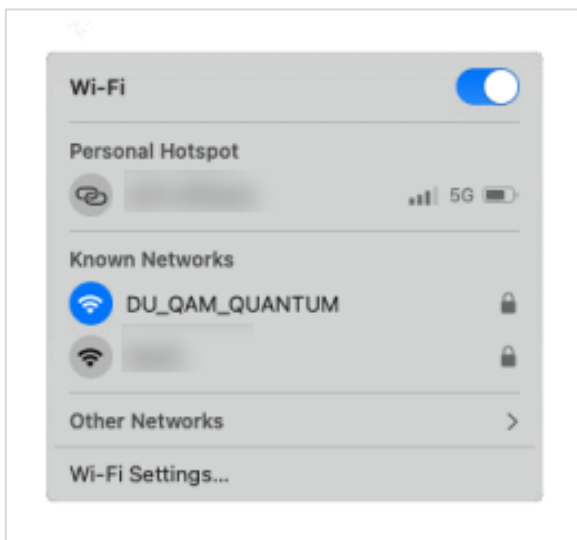 Wi-Fi
Personal Hotspot
5G
Known Networks
DU_QAM_QUANTUM
Other Networks
Wi-Fi Settings...